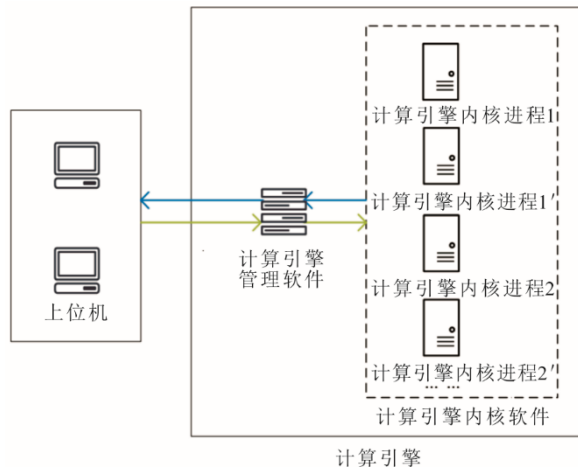 计算引擎内核进程1
计算引擎内核进程1′
计算引擎
管理软件
计算引擎内核进程2
上位机
计算引擎内核进程2′
… …
计算引擎内核软件
计算引擎